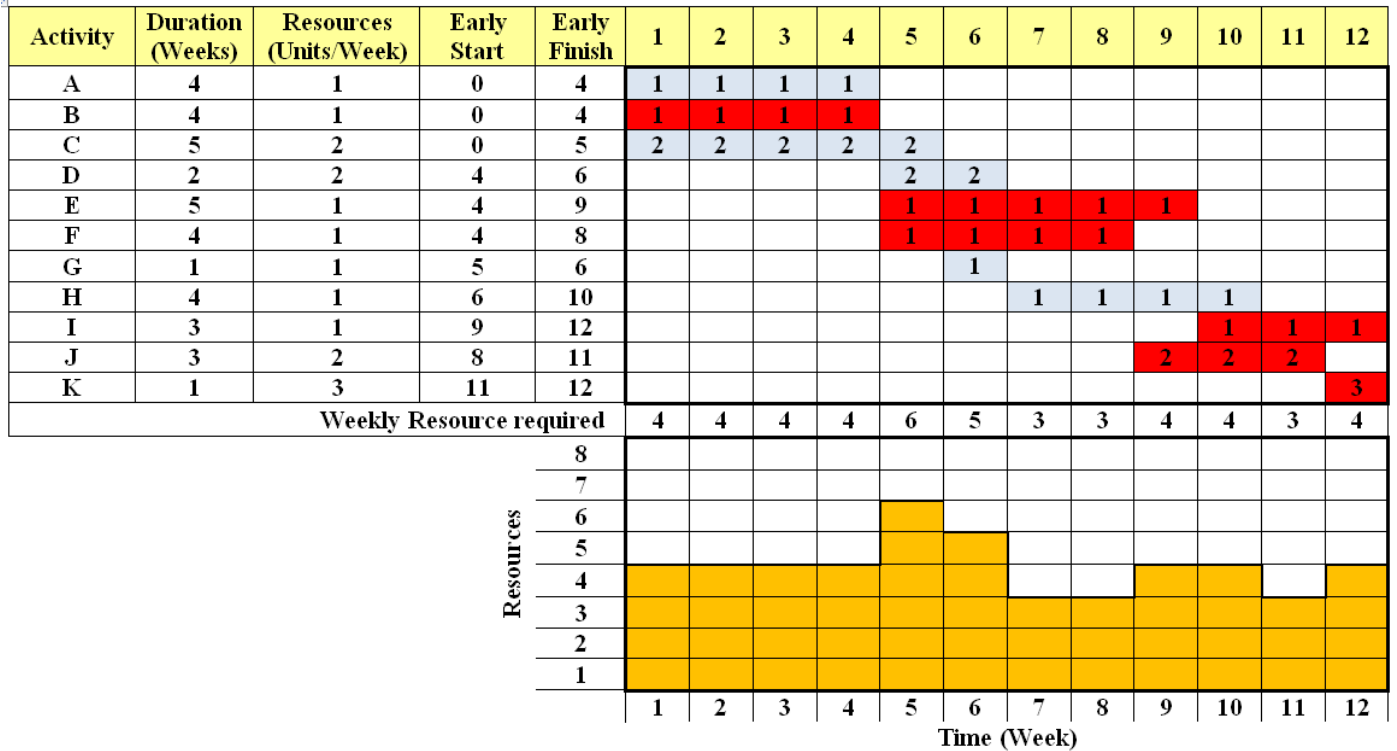 Activity Duration (Weeks) Resources (Units/Week) Early Start Early Finish 1 2 3 4 5 6 7 8 9 10 11 12
A 4 1 0 4 1 1 1 1
B 4 1 0 4 1 1 1 1
C 5 2 0 5 2 2 2 2 2
D 2 2 4 6 2 2
E 5 1 4 9 1 1 1 1 1
F 4 1 4 8 1 1 1 1
G 1 1 5 6 1
H 4 1 6 10 1 1 1 1
I 3 1 9 12 1 1 1
J 3 2 8 11 2 2 2
K 1 3 11 12 3
Weekly Resource required 4 4 4 4 6 5 3 3 4 4 3 4
Resources
8
7
6
5
4
3
2
1
1 2 3 4 5 6 7 8 9 10 11 12
Time (Week)